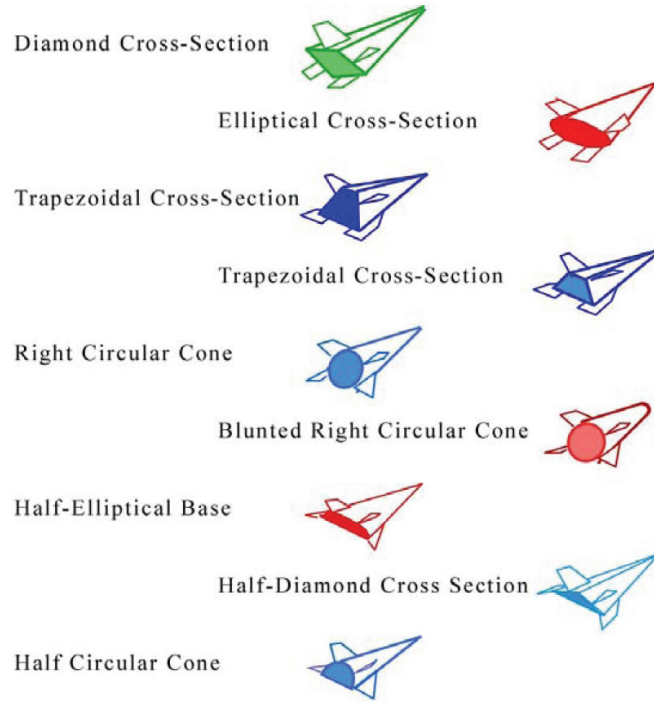 Diamond Cross-Section
Elliptical Cross-Section
Trapezoidal Cross-Section
Trapezoidal Cross-Section
Right Circular Cone
Blunted Right Circular Cone
Half-Elliptical Base
Half-Diamond Cross Section
Half Circular Cone